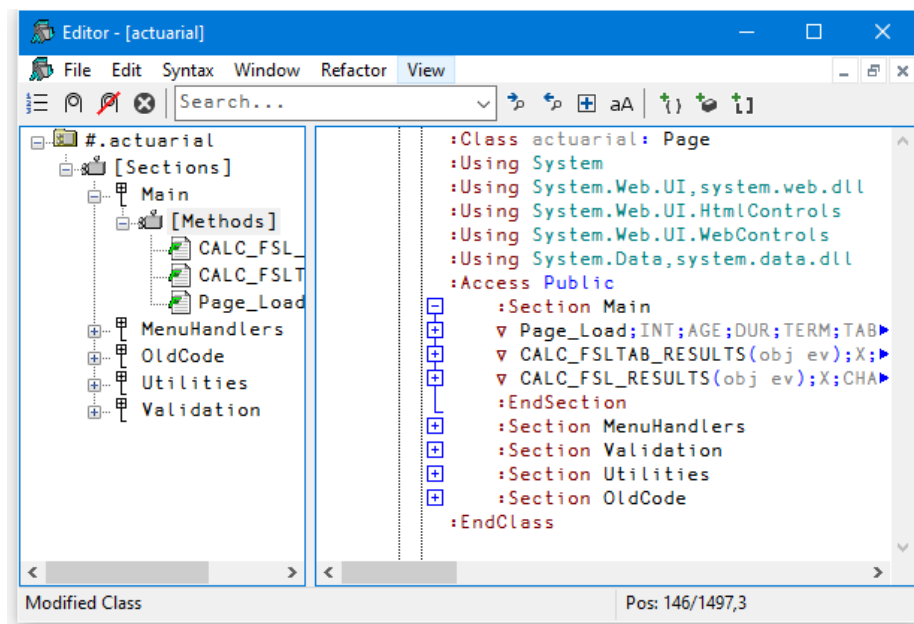 Editor - [actuarial]
File Edit Syntax Window Refactor View
Search... aA
#.actuarial
[Sections]
Main
[Methods]
CALC_FSL_
CALC_FSLT
Page_Load
MenuHandlers
OldCode
Utilities
Validation
:Class actuarial: Page
:Using System
:Using System.Web.UI,system.web.dll
:Using System.Web.UI.HtmlControls
:Using System.Web.UI.WebControls
:Using System.Data,system.data.dll
:Access Public
:Section Main
∇ Page_Load;INT;AGE;DUR;TERM;TAB
∇ CALC_FSLTAB_RESULTS(obj ev);X;
∇ CALC_FSL_RESULTS(obj ev);X;CHA
:EndSection
:Section MenuHandlers
:Section Validation
:Section Utilities
:Section OldCode
:EndClass
Modified Class Pos: 146/1497,3